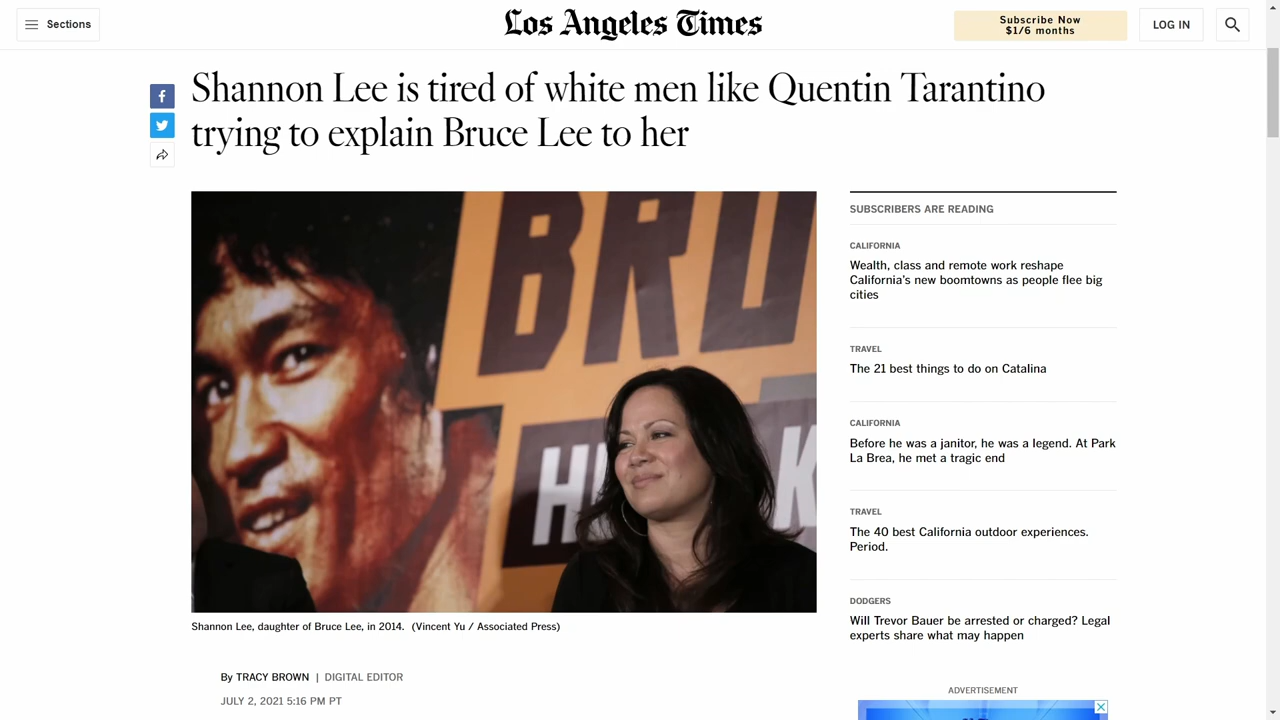 Sections
Los Angeles Times
Subscribe Now
$1/6 months
LOG IN
Shannon Lee is tired of white men like Quentin Tarantino
trying to explain Bruce Lee to her
BRU
H
K
Shannon Lee, daughter of Bruce Lee, in 2014. (Vincent Yu / Associated Press)
By TRACY BROWN | DIGITAL EDITOR
JULY 2, 2021 5:16 PM PT
SUBSCRIBERS ARE READING
CALIFORNIA
Wealth, class and remote work reshape
California's new boomtowns as people flee big
cities
TRAVEL
The 21 best things to do on Catalina
CALIFORNIA
Before he was a janitor, he was a legend. At Park
La Brea, he met a tragic end
TRAVEL
The 40 best California outdoor experiences.
Period.
DODGERS
Will Trevor Bauer be arrested or charged? Legal
experts share what may happen
ADVERTISEMENT